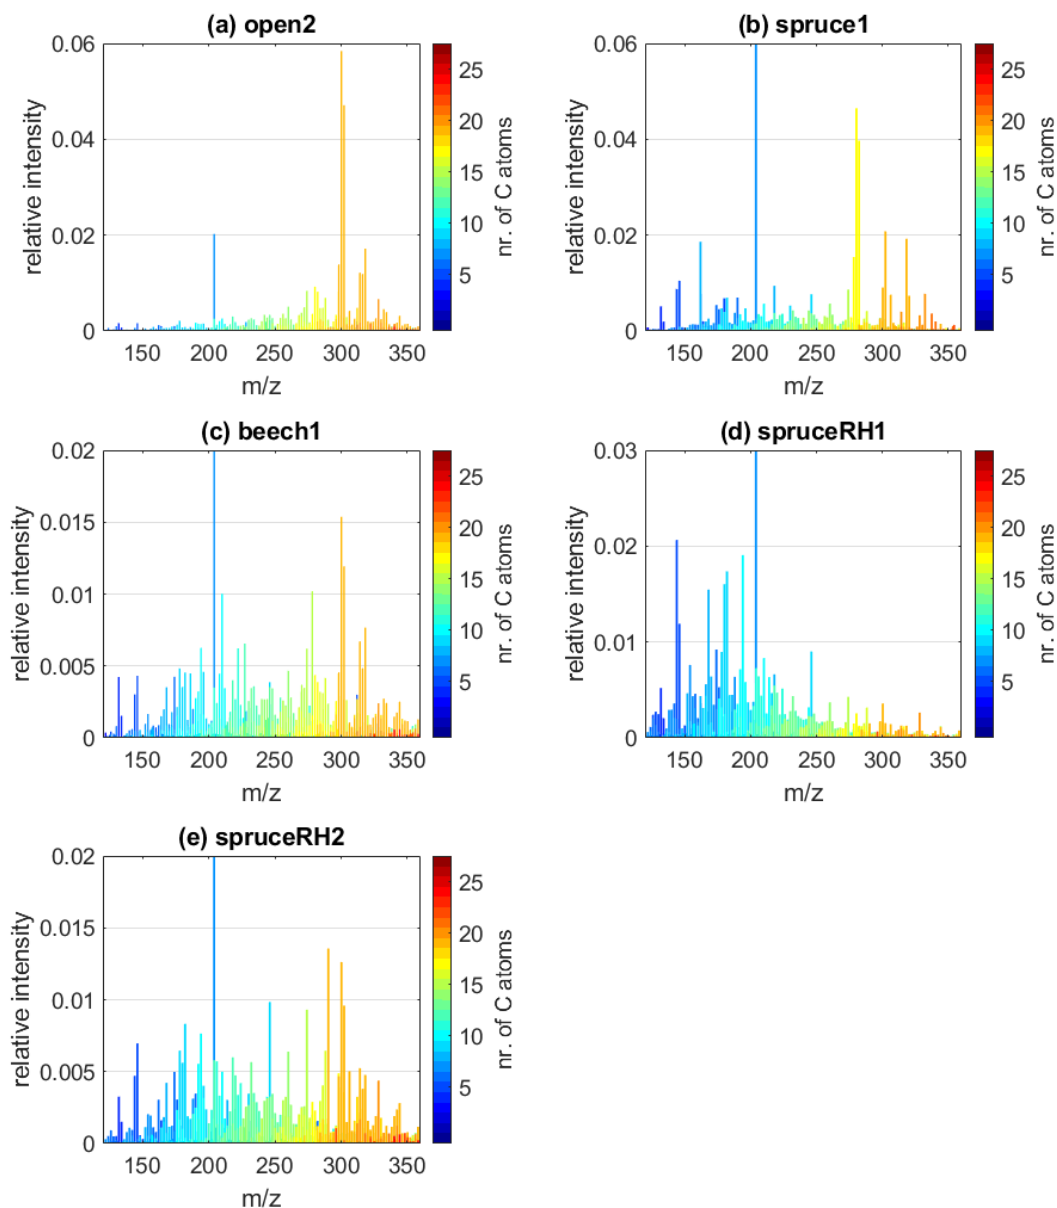 (a) open2
relative intensity
0.06
0.04
0.02
0
150 200 250 300 350
m/z
nr. of C atoms
25
20
15
10
5
(b) spruce1
relative intensity
0.06
0.04
0.02
0
150 200 250 300 350
m/z
nr. of C atoms
25
20
15
10
5
(c) beech1
relative intensity
0.02
0.015
0.01
0.005
0
150 200 250 300 350
m/z
nr. of C atoms
25
20
15
10
5
(d) spruceRH1
relative intensity
0.03
0.02
0.01
0
150 200 250 300 350
m/z
nr. of C atoms
25
20
15
10
5
(e) spruceRH2
relative intensity
0.02
0.015
0.01
0.005
0
150 200 250 300 350
m/z
nr. of C atoms
25
20
15
10
5